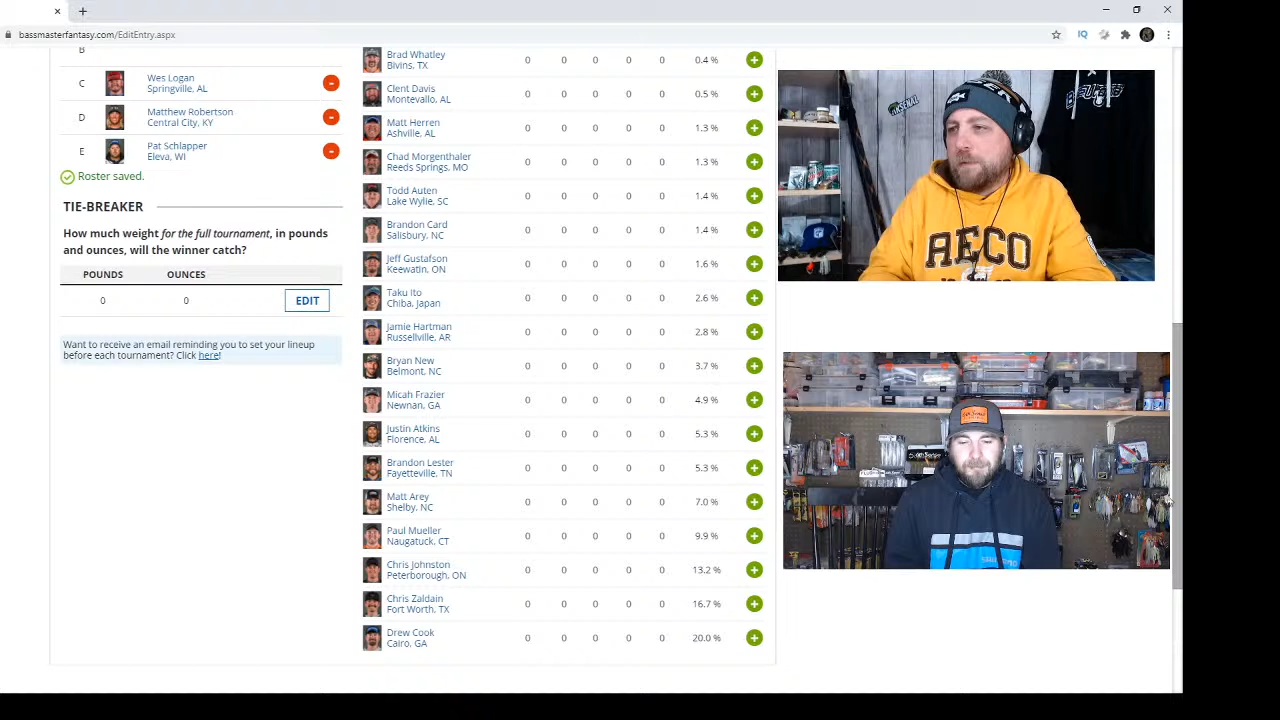 bassmasterfantasy.com/EditEntry.aspx
IQ
B
C
Wes Logan
Springville, AL
D
Matthew Robertson
Central City, KY
E
Pat Schlapper
Eleva, WI
Roster saved.
TIE-BREAKER
How much weight for the full tournament, in pounds
and ounces, will the winner catch?
POUNDS OUNCES
0 0 EDIT
Want to receive an email reminding you to set your lineup
before each tournament? Click here!
Brad Whatley
Bivins, TX
0 0 0 0 0 0.4 %
Clent Davis
Montevallo, AL
0 0 0 0 0 0.5 %
Matt Herren
Ashville, AL
0 0 0 0 0 1.3 %
Chad Morgenthaler
Reeds Springs, MO
0 0 0 0 0 1.3 %
Todd Auten
Lake Wylie, SC
0 0 0 0 0 1.4 %
Brandon Card
Salisbury, NC
0 0 0 0 0 1.4 %
Jeff Gustafson
Keewatin, ON
0 0 0 0 0 1.6 %
Taku Ito
Chiba, Japan
0 0 0 0 0 2.6 %
Jamie Hartman
Russellville, AR
0 0 0 0 0 2.8 %
Bryan New
Belmont, NC
0 0 0 0 0 3.7 %
Micah Frazier
Newnan, GA
0 0 0 0 0 4.9 %
Justin Atkins
Florence, AL
0 0 0 0 0 5.3 %
Brandon Lester
Fayetteville, TN
0 0 0 0 0 5.3 %
Matt Arey
Shelby, NC
0 0 0 0 0 7.0 %
Paul Mueller
Naugatuck, CT
0 0 0 0 0 9.9 %
Chris Johnston
Peterborough, ON
0 0 0 0 0 13.2 %
Chris Zaldain
Fort Worth, TX
0 0 0 0 0 16.7 %
Drew Cook
Cairo, GA
0 0 0 0 0 20.0 %
ARSENAL
AECO